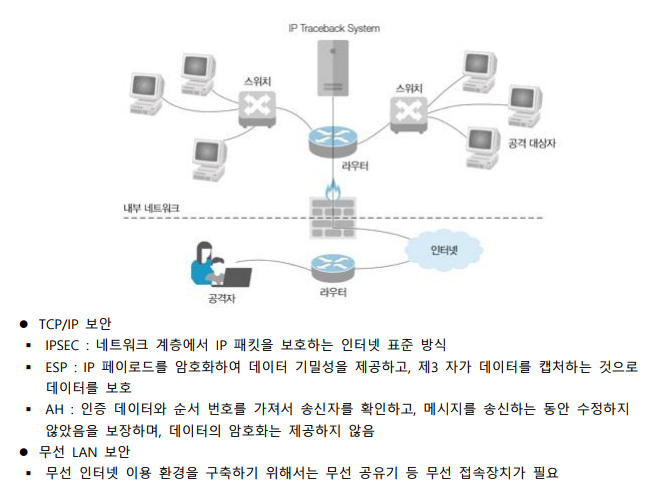 IP Traceback System
스위치
스위치
공격 대상자
라우터
내부 네트워크
인터넷
공격자
라우터
● TCP/IP 보안
▪ IPSEC : 네트워크 계층에서 IP 패킷을 보호하는 인터넷 표준 방식
▪ ESP : IP 페이로드를 암호화하여 데이터 기밀성을 제공하고, 제3 자가 데이터를 캡처하는 것으로
데이터를 보호
▪ AH : 인증 데이터와 순서 번호를 가져서 송신자를 확인하고, 메시지를 송신하는 동안 수정하지
않았음을 보장하며, 데이터의 암호화는 제공하지 않음
● 무선 LAN 보안
▪ 무선 인터넷 이용 환경을 구축하기 위해서는 무선 공유기 등 무선 접속장치가 필요